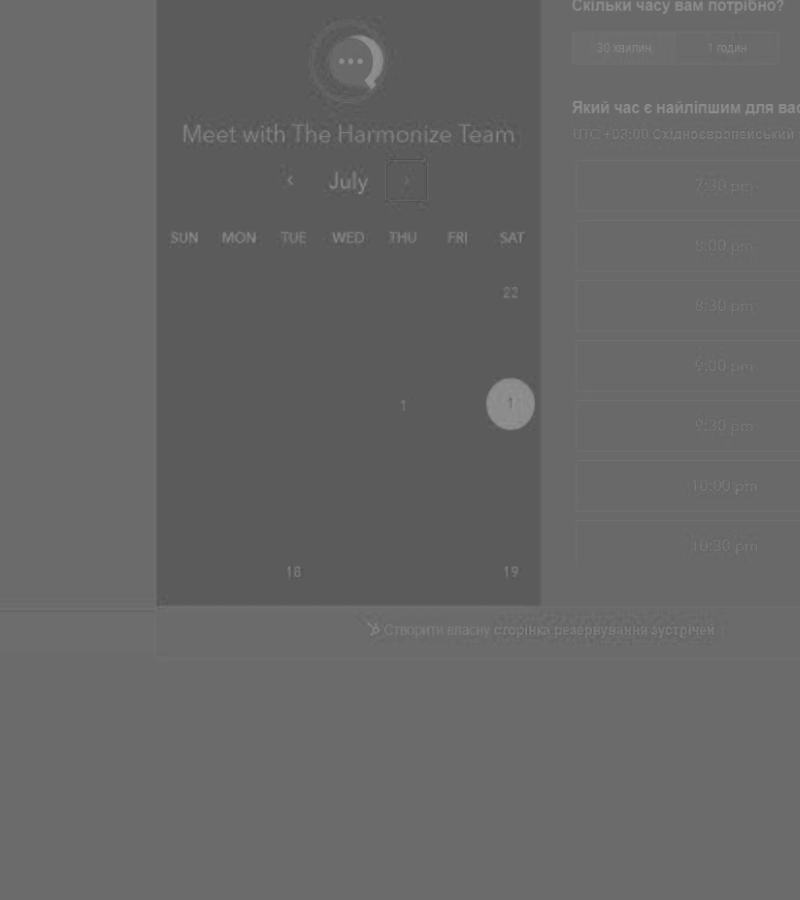 Скільки часу вам потрібно?
30 хвилин 1 годин
Meet with The Harmonize Team
July
SUN MON TUE WED THU FRI SAT
22
1 1
18 19
Який час є найліпшим для вас
UTC +03:00 Східноєвропейський
7:30 pm
8:00 pm
8:30 pm
9:00 pm
9:30 pm
10:00 pm
10:30 pm
Створити власну сторінка резервування зустрічей